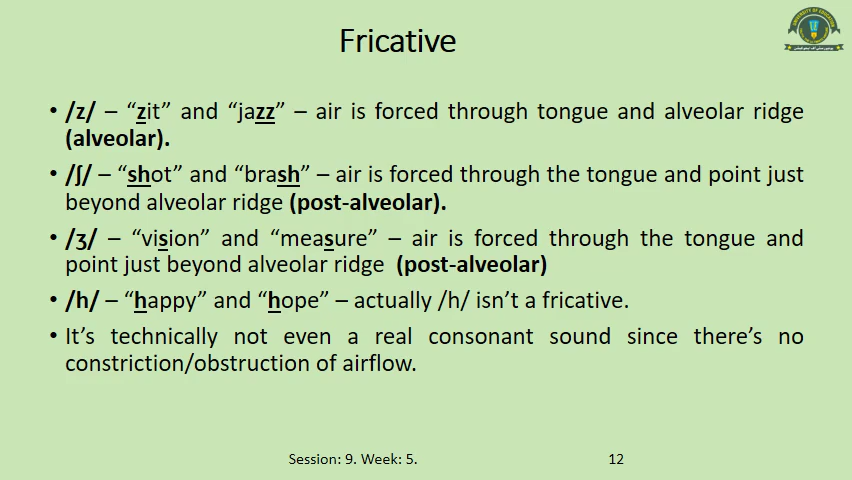 Fricative
• /z/ – “zit” and “jazz” – air is forced through tongue and alveolar ridge
(alveolar).
• /ʃ/ – “shot” and “brash” – air is forced through the tongue and point just
beyond alveolar ridge (post-alveolar).
• /ʒ/ – “vision” and “measure” – air is forced through the tongue and
point just beyond alveolar ridge (post-alveolar)
• /h/ – “happy” and “hope” – actually /h/ isn’t a fricative.
• It’s technically not even a real consonant sound since there’s no
constriction/obstruction of airflow.
Session: 9. Week: 5.
12